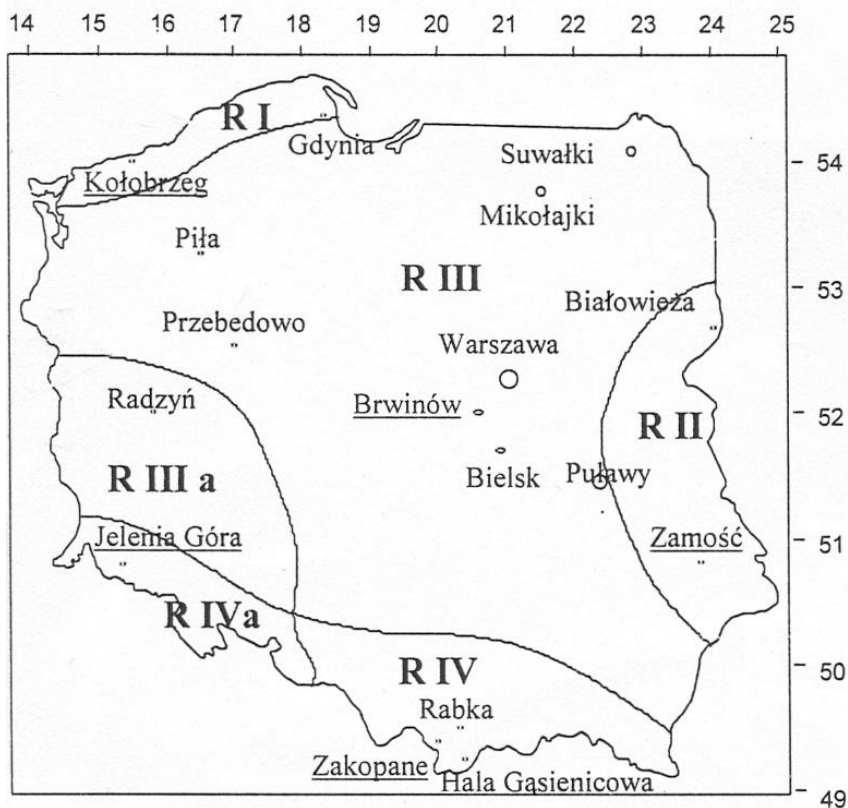 14 15 16 17 18 19 20 21 22 23 24 25
R I
Gdynia
Suwałki
54
Kołobrzeg
Mikołajki
Piła
R III
53
Białowieża
Przebedowo
Warszawa
Radzyń
Brwinów
52
R II
R III a
Bielsk
Puławy
Jelenia Góra
Zamość
51
R IVa
R IV
50
Rabka
Zakopane
Hala Gąsienicowa
49